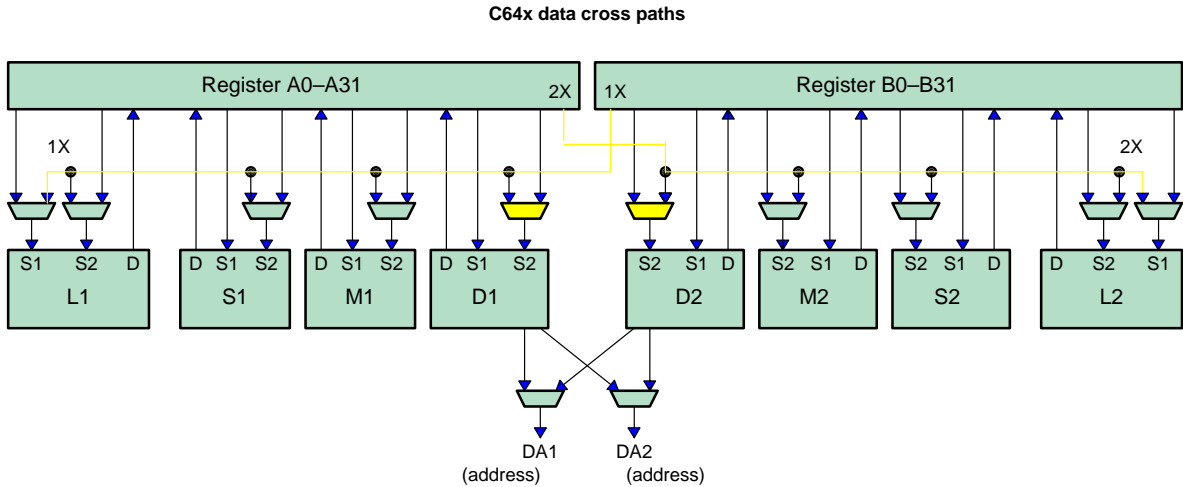 C64x data cross paths
Register A0–A31
2X
1X
Register B0–B31
1X
2X
S1 S2 D
D S1 S2
D S1 S2
D S1 S2
S2 S1 D
S2 S1 D
S2 S1 D
D S2 S1
L1
S1
M1
D1
D2
M2
S2
L2
DA1
DA2
(address)
(address)